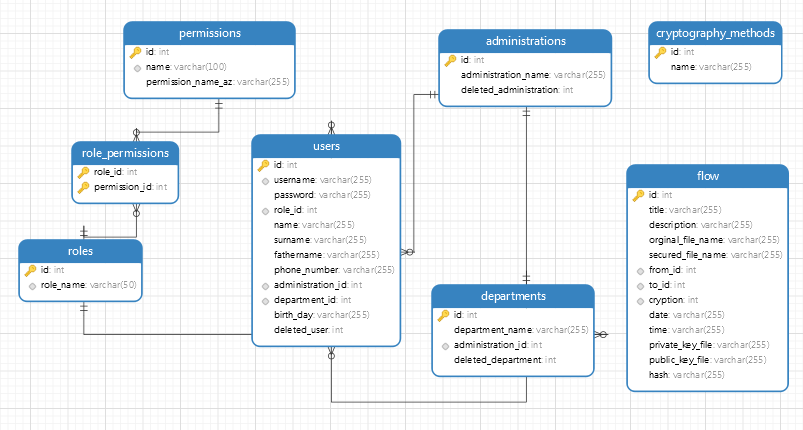 permissions
id: int
name: varchar(100)
permission_name_az: varchar(255)
administrations
id: int
administration_name: varchar(255)
deleted_administration: int
cryptography_methods
id: int
name: varchar(255)
role_permissions
role_id: int
permission_id: int
users
id: int
username: varchar(255)
password: varchar(255)
role_id: int
name: varchar(255)
surname: varchar(255)
fathername: varchar(255)
phone_number: varchar(255)
administration_id: int
department_id: int
birth_day: varchar(255)
deleted_user: int
flow
id: int
title: varchar(255)
description: varchar(255)
orginal_file_name: varchar(255)
secured_file_name: varchar(255)
from_id: int
to_id: int
cryption: int
date: varchar(255)
time: varchar(255)
private_key_file: varchar(255)
public_key_file: varchar(255)
hash: varchar(255)
roles
id: int
role_name: varchar(50)
departments
id: int
department_name: varchar(255)
administration_id: int
deleted_department: int